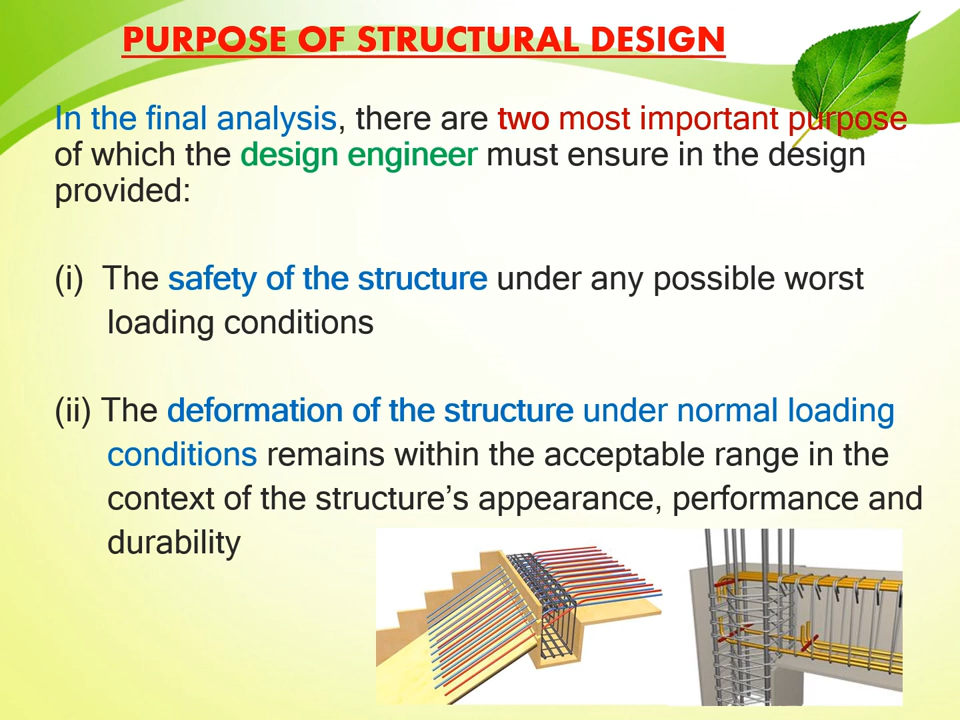 PURPOSE OF STRUCTURAL DESIGN
In the final analysis, there are two most important purpose
of which the design engineer must ensure in the design
provided:
(i) The safety of the structure under any possible worst
loading conditions
(ii) The deformation of the structure under normal loading
conditions remains within the acceptable range in the
context of the structure’s appearance, performance and
durability